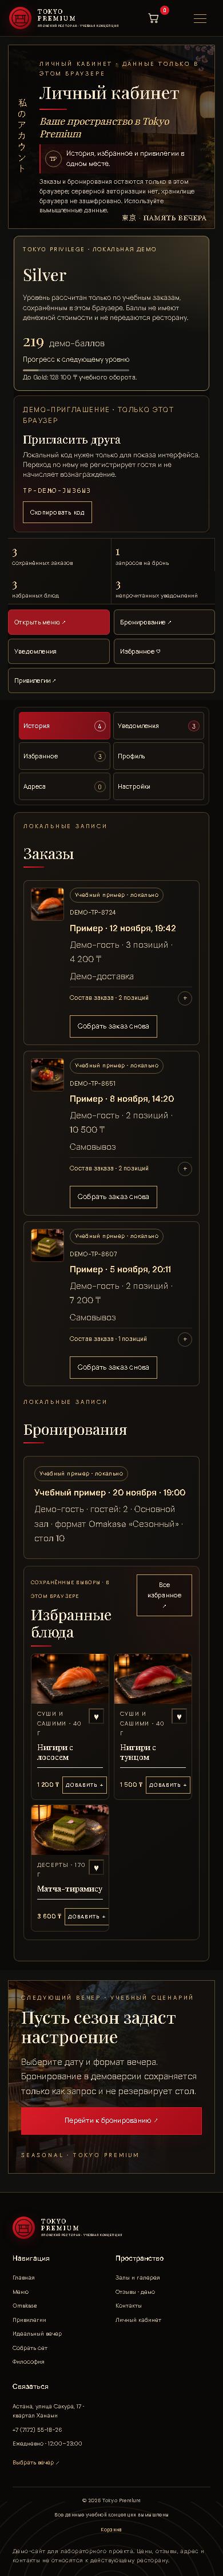 TOKYO
PREMIUM
0
ЛИЧНЫЙ КАБИНЕТ · ДАННЫЕ ТОЛЬКО В
ЭТОМ БРАУЗЕРЕ
Личный кабинет
私のアカウント
Ваше пространство в Tokyo
Premium
TP
История, избранное и привилегии в
одном месте.
Заказы и бронирования остаются только в этом
браузере; серверной авторизации нет, хранилище
браузера не зашифровано. Используйте
вымышленные данные.
東京 · ПАМЯТЬ ВЕЧЕРА
TOKYO PRIVILEGE · ЛОКАЛЬНАЯ ДЕМО
Silver
Уровень рассчитан только по учебным заказам,
сохранённым в этом браузере. Баллы не имеют
денежной стоимости и не передаются ресторану.
219 демо-баллов
Прогресс к следующему уровню
До Gold: 128 100 ₸ учебного оборота.
ДЕМО-ПРИГЛАШЕНИЕ · ТОЛЬКО ЭТОТ
БРАУЗЕР
Пригласить друга
Локальный код нужен только для показа интерфейса.
Переход по нему не регистрирует гостя и не
начисляет вознаграждение.
Скопировать код
3
сохранённых заказов
1
запросов на бронь
3
избранных блюд
3
непрочитанных уведомлений
Открыть меню ↗
Бронирование ↗
Уведомления
Избранное ♡
Привилегии ↗
История 4
Уведомления 3
Избранное 3
Профиль
Адреса 0
Настройки
ЛОКАЛЬНЫЕ ЗАПИСИ
Заказы
Учебный пример · локально
DEMO-TP-8724
Пример · 12 ноября, 19:42
Демо-гость · 3 позиций ·
4 200 ₸
Демо-доставка
Состав заказа · 2 позиций +
Собрать заказ снова
Учебный пример · локально
DEMO-TP-8651
Пример · 8 ноября, 14:20
Демо-гость · 2 позиций ·
10 500 ₸
Самовывоз
Состав заказа · 2 позиций +
Собрать заказ снова
Учебный пример · локально
DEMO-TP-8607
Пример · 5 ноября, 20:11
Демо-гость · 2 позиций ·
7 200 ₸
Самовывоз
Состав заказа · 1 позиций +
Собрать заказ снова
ЛОКАЛЬНЫЕ ЗАПИСИ
Бронирования
Учебный пример · локально
Учебный пример · 20 ноября · 19:00
Демо-гость · гостей: 2 · Основной
зал · формат Omakase «Сезонный» ·
стол 10
СОХРАНЁННЫЕ ВЫБОРЫ · В
ЭТОМ БРАУЗЕРЕ
Избранные
блюда
Все
избранное
↗
СУШИ И
САШИМИ · 40
Г
♥
Нигири с
лососем
1 200 ₸ ДОБАВИТЬ +
СУШИ И
САШИМИ · 40
Г
♥
Нигири с
тунцом
1 500 ₸ ДОБАВИТЬ +
ДЕСЕРТЫ · 170
Г
♥
Матча-тирамису
3 600 ₸ ДОБАВИТЬ +
СЛЕДУЮЩИЙ ВЕЧЕР · УЧЕБНЫЙ СЦЕНАРИЙ
Пусть сезон задаст
настроение
Выберите дату и формат вечера.
Бронирование в демоверсии сохраняется
только как запрос и не резервирует стол.
Перейти к бронированию ↗
SEASONAL · TOKYO PREMIUM
TOKYO
PREMIUM
Навигация
Главная
Меню
Omakase
Привилегии
Идеальный вечер
Собрать сет
Философия
Пространство
Залы и галерея
Отзывы · демо
Контакты
Личный кабинет
Связаться
Астана, улица Сакура, 17 ·
квартал Ханами
+7 (7172) 55-18-26
Ежедневно · 12:00–23:00
Выбрать вечер ↗
© 2026 Tokyo Premium
Все данные учебной концепции вымышлены
Корзина
Демо-сайт для лабораторного проекта. Цены, отзывы, адрес и
контакты не относятся к действующему ресторану.